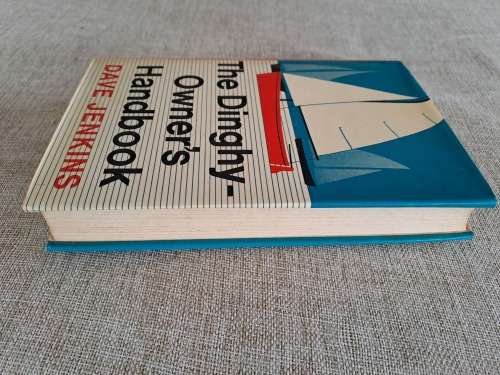 The Dinghy-
Owner's
Handbook
DAVE JENKINS